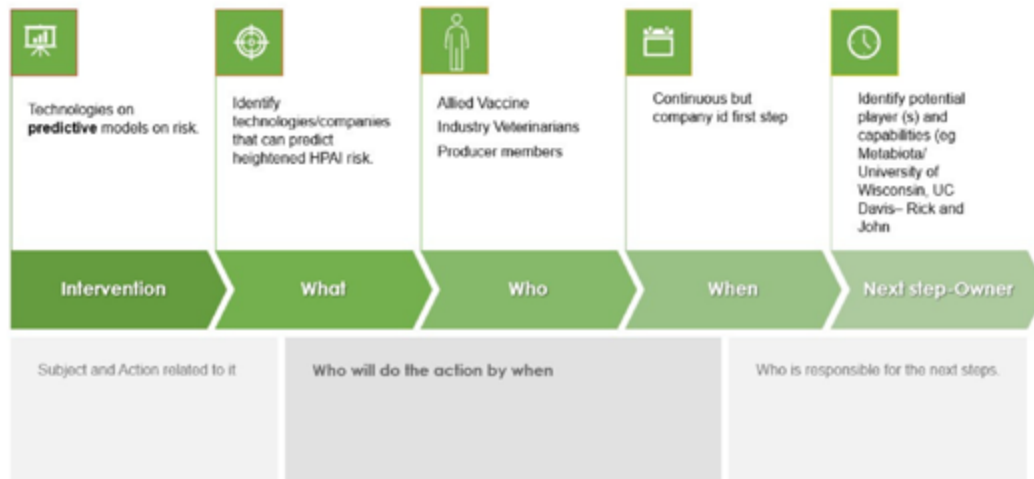 Technologies on
predictive models on risk.
Identify
technologies/companies
that can predict
heightened HPAI risk.
Allied Vaccine
Industry Veterinarians
Producer members
Continuous but
company id first step
Identify potential
player (s) and
capabilities (eg
Metabiota/
University of
Wisconsin, UC
Davis– Rick and
John
Intervention
What
Who
When
Next step-Owner
Subject and Action related to it
Who will do the action by when
Who is responsible for the next steps.